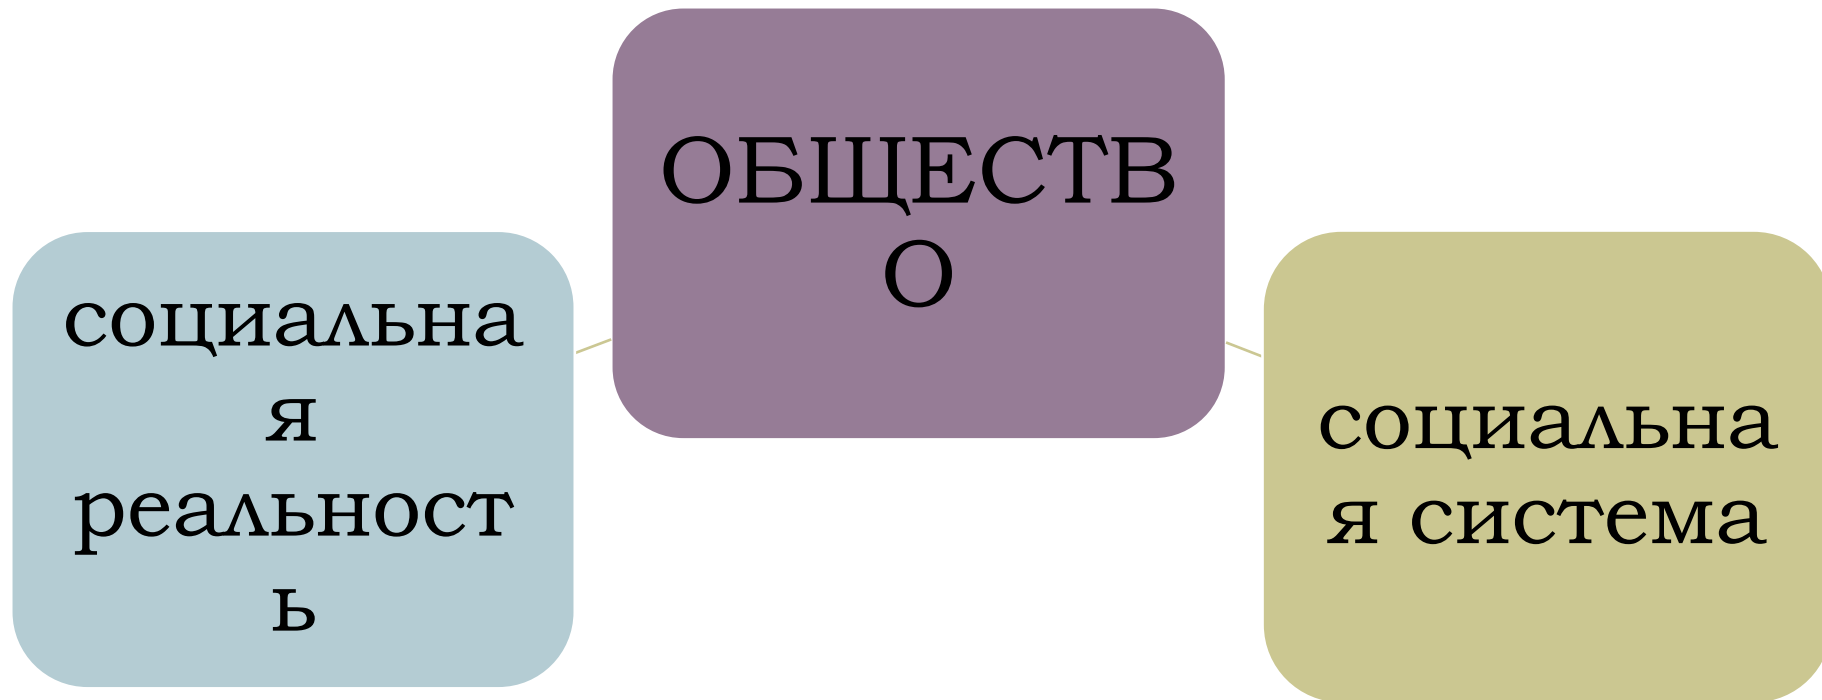 ОБЩЕСТВ
О
социальна
я
реальност
ь
социальна
я система